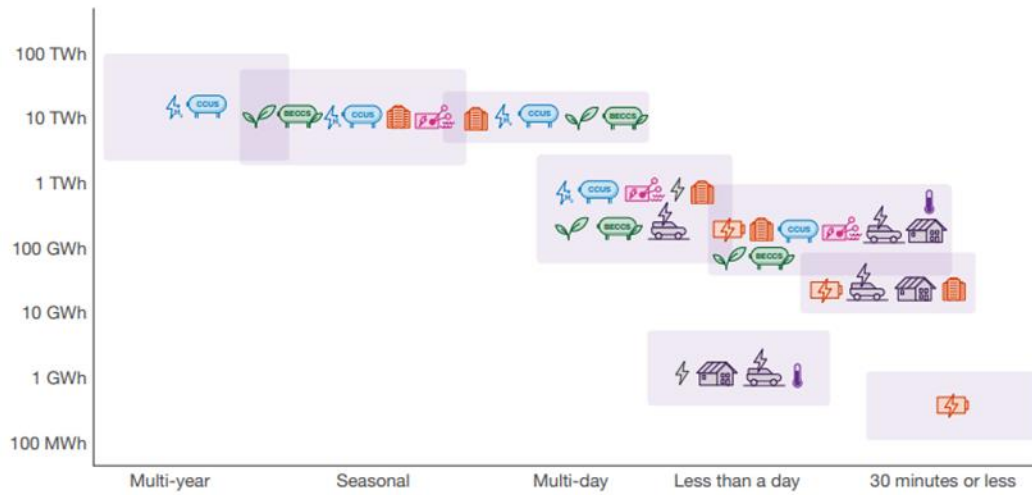 100 TWh
CCUS
10 TWh
BECCS
CCUS
CCUS
BECCS
1 TWh
CCUS
BECCS
CCUS
100 GWh
BECCS
10 GWh
1 GWh
100 MWh
Multi-year
Seasonal
Multi-day
Less than a day
30 minutes or less